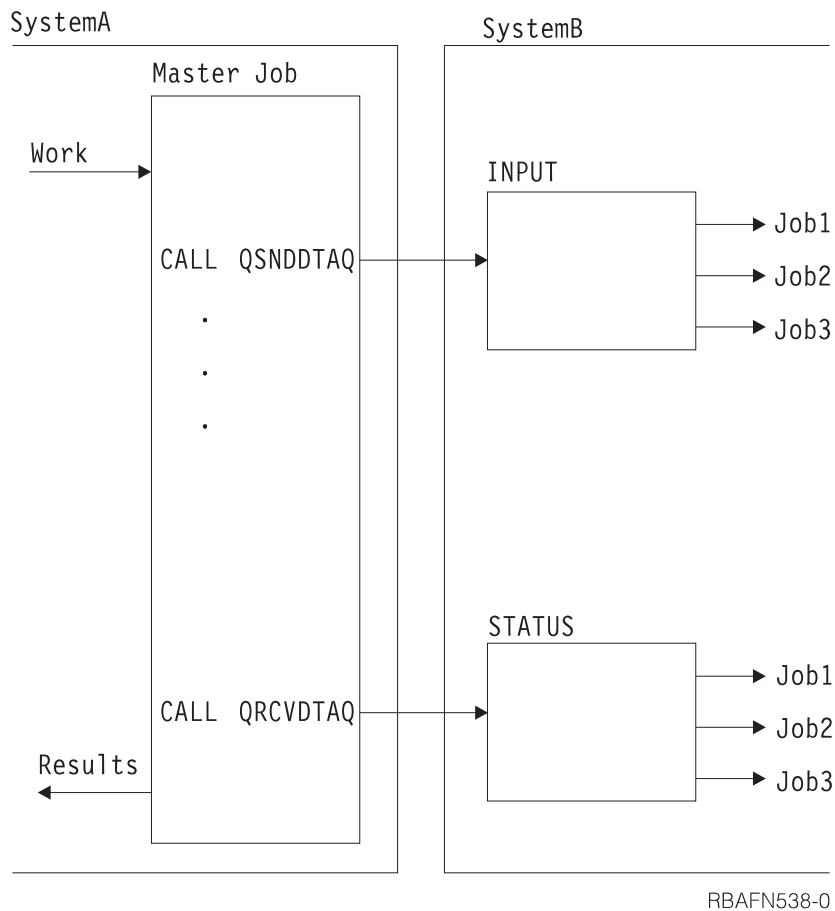 SystemA
SystemB
Master Job
Work
INPUT
Job1
CALL QSNDDTAQ
Job2
.
Job3
.
.
STATUS
Job1
CALL QRCVDTAQ
Job2
Results
Job3
RBAFN538-0